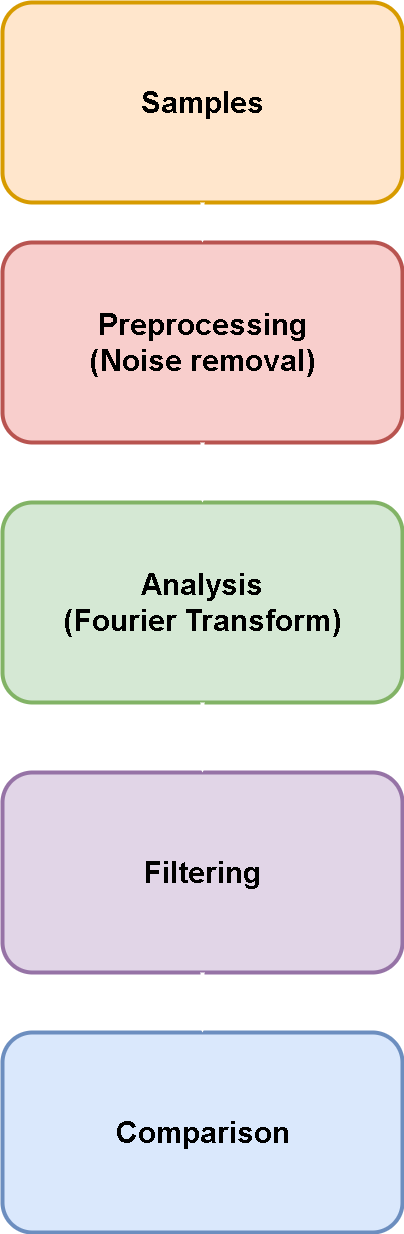 Samples
Preprocessing
(Noise removal)
Analysis
(Fourier Transform)
Filtering
Comparison